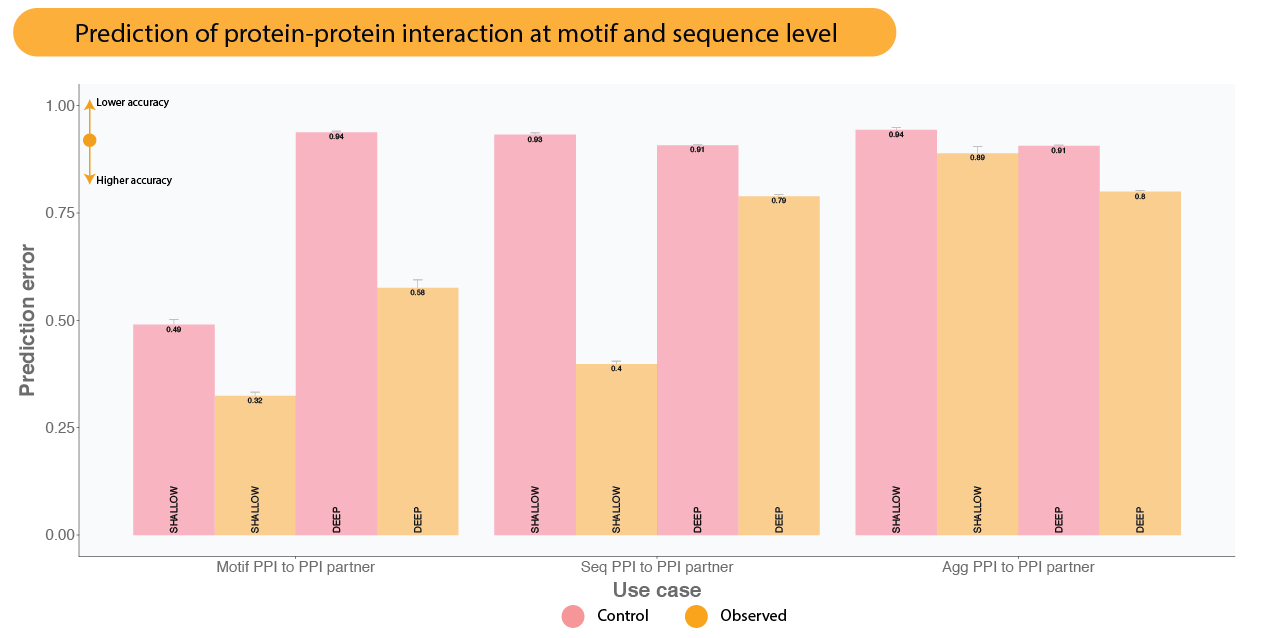 Prediction of protein-protein interaction at motif and sequence level
1.00
Lower accuracy
Higher accuracy
0.75
0.50
0.25
0.00
Prediction error
0.49
0.32
0.94
0.58
0.93
0.4
0.91
0.79
0.94
0.89
0.91
0.8
SHALLOW
SHALLOW
DEEP
DEEP
SHALLOW
SHALLOW
DEEP
DEEP
SHALLOW
SHALLOW
DEEP
DEEP
Motif PPI to PPI partner
Seq PPI to PPI partner
Agg PPI to PPI partner
Use case
Control
Observed